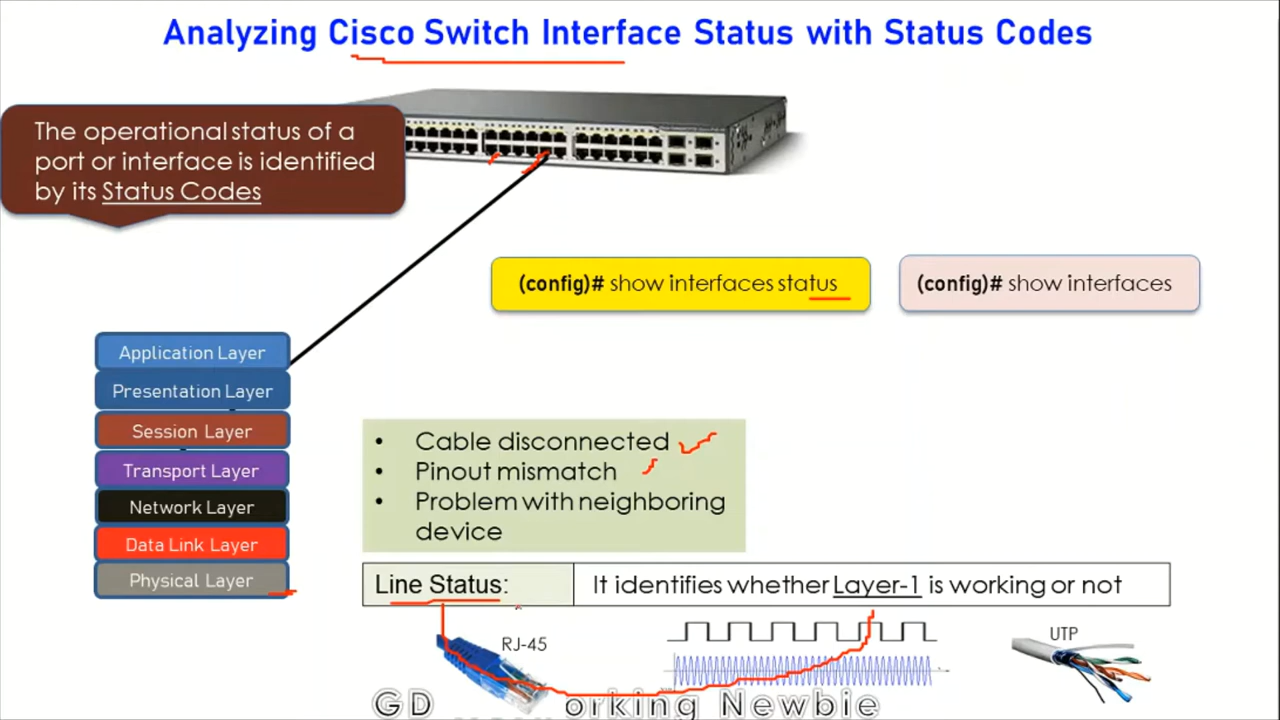 Analyzing Cisco Switch Interface Status with Status Codes
The operational status of a
port or interface is identified
by its Status Codes
(config)# show interfaces status
(config)# show interfaces
Application Layer
Presentation Layer
Session Layer
Transport Layer
Network Layer
Data Link Layer
Physical Layer
• Cable disconnected
• Pinout mismatch
• Problem with neighboring
device
Line Status:
It identifies whether Layer-1 is working or not
RJ-45
UTP
GD orking Newbie